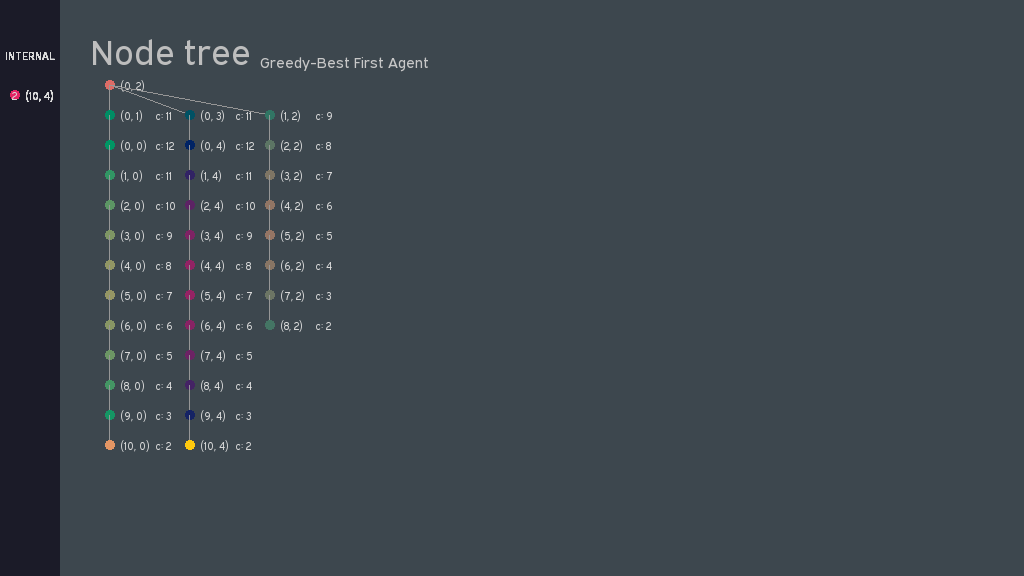 INTERNAL
2 (10, 4)
Node tree Greedy-Best First Agent
(0, 2)
(0, 1) c: 11 (0, 3) c: 11 (1, 2) c: 9
(0, 0) c: 12 (0, 4) c: 12 (2, 2) c: 8
(1, 0) c: 11 (1, 4) c: 11 (3, 2) c: 7
(2, 0) c: 10 (2, 4) c: 10 (4, 2) c: 6
(3, 0) c: 9 (3, 4) c: 9 (5, 2) c: 5
(4, 0) c: 8 (4, 4) c: 8 (6, 2) c: 4
(5, 0) c: 7 (5, 4) c: 7 (7, 2) c: 3
(6, 0) c: 6 (6, 4) c: 6 (8, 2) c: 2
(7, 0) c: 5 (7, 4) c: 5
(8, 0) c: 4 (8, 4) c: 4
(9, 0) c: 3 (9, 4) c: 3
(10, 0) c: 2 (10, 4) c: 2